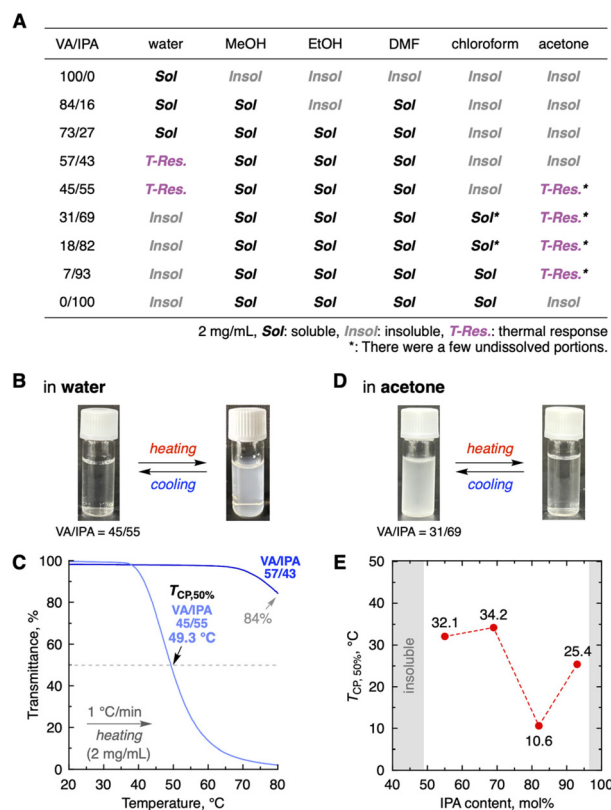 A
VA/IPA water MeOH EtOH DMF chloroform acetone
100/0 Sol Insol Insol Insol Insol Insol
84/16 Sol Sol Insol Sol Insol Insol
73/27 Sol Sol Sol Sol Insol Insol
57/43 T-Res. Sol Sol Sol Insol Insol
45/55 T-Res. Sol Sol Sol Insol T-Res.*
31/69 Insol Sol Sol Sol Sol* T-Res.*
18/82 Insol Sol Sol Sol Sol* T-Res.*
7/93 Insol Sol Sol Sol Sol T-Res.*
0/100 Insol Sol Sol Sol Sol Insol
2 mg/mL, Sol: soluble, Insol: insoluble, T-Res.: thermal response
*: There were a few undissolved portions.
B in water
heating
cooling
VA/IPA = 45/55
D in acetone
heating
cooling
VA/IPA = 31/69
C
Transmittance, %
100
80
60
40
20
0
VA/IPA
57/43
84%
TCP,50%
VA/IPA
45/55
49.3 °C
1 °C/min
heating
(2 mg/mL)
20 30 40 50 60 70 80
Temperature, °C
E
TCP, 50%, °C
50
40
30
20
10
0
insoluble
32.1
34.2
10.6
25.4
40 50 60 70 80 90 100
IPA content, mol%